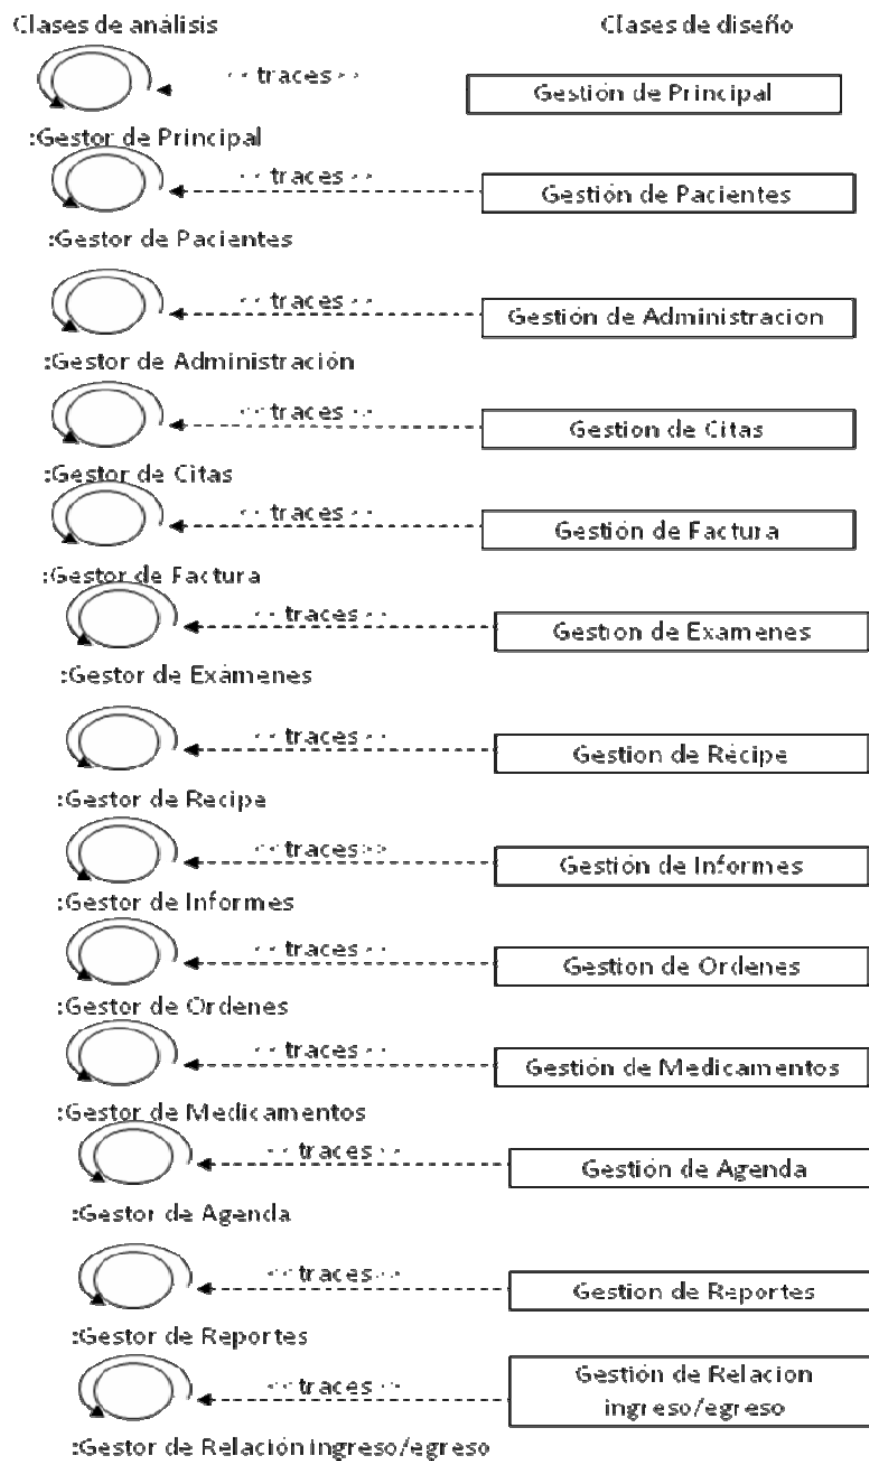 Clases de análisis
Clases de diseño
<< traces >>
Gestión de Principal
:Gestor de Principal
<< traces >>
Gestión de Pacientes
:Gestor de Pacientes
<< traces >>
Gestión de Administracion
:Gestor de Administración
<< traces >>
Gestion de Citas
:Gestor de Citas
<< traces >>
Gestión de Factura
:Gestor de Factura
<< traces >>
Gestion de Examenes
:Gestor de Exámenes
<< traces >>
Gestion de Récipe
:Gestor de Recipe
<< traces>>
Gestión de Informes
:Gestor de Informes
<< traces >>
Gestion de Ordenes
:Gestor de Ordenes
<< traces >>
Gestión de Medicamentos
:Gestor de Medicamentos
<< traces >>
Gestión de Agenda
:Gestor de Agenda
<< traces >>
Gestion de Reportes
:Gestor de Reportes
<< traces >>
Gestión de Relacion
ingreso/egreso
:Gestor de Relación ingreso/egreso